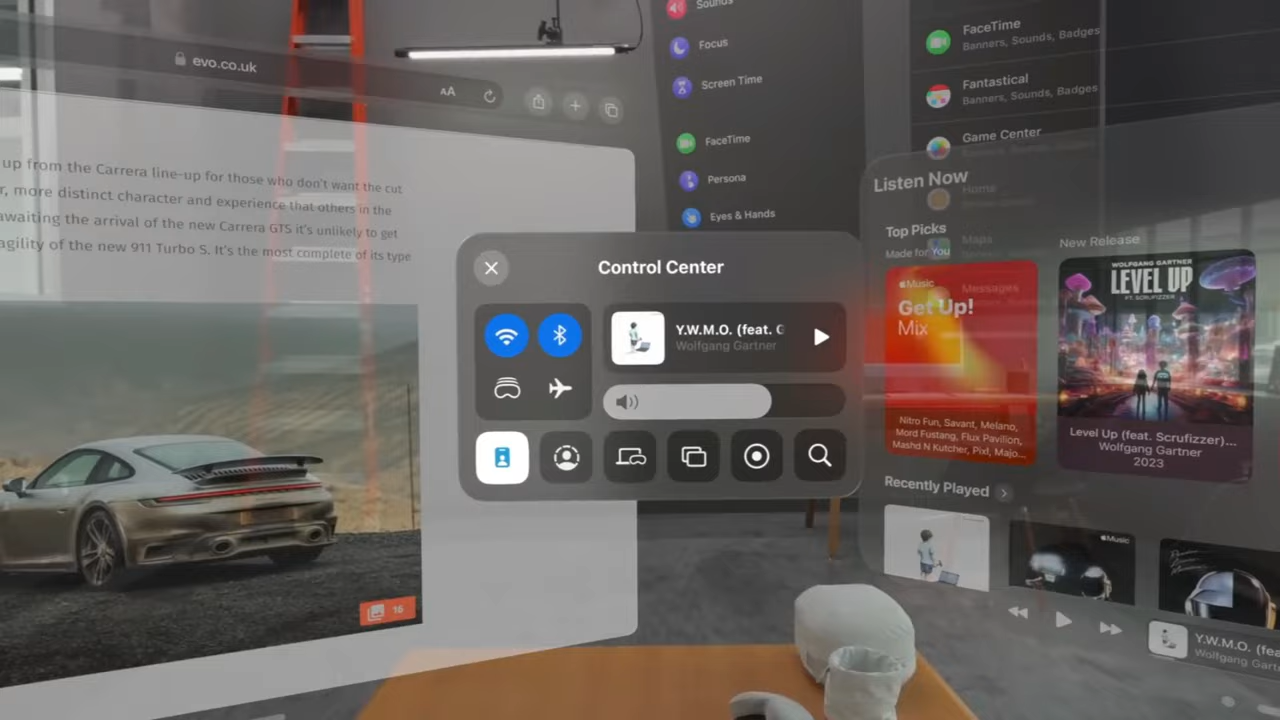 evo.co.uk
AA
up from the Carrera line-up for those who don't want the cut
, more distinct character and experience that others in the
awaiting the arrival of the new Carrera GTS it's unlikely to get
agility of the new 911 Turbo S. It's the most complete of its type
16
Sounds
Focus
Screen Time
FaceTime
Persona
Eyes & Hands
FaceTime
Banners, Sounds, Badges
Fantastical
Banners, Sounds, Badges
Game Center
Home
Maps
Messages
Control Center
Y.W.M.O. (feat. G
Wolfgang Gartner
Listen Now
Top Picks
Made for You
Music
Get Up!
Mix
Nitro Fun, Savant, Melano,
Mord Fustang, Flux Pavilion,
Mashd N Kutcher, Pixl, Majo...
New Release
WOLFGANG GARTNER
LEVEL UP
FT. SCRUFIZZER
Level Up (feat. Scrufizzer)...
Wolfgang Gartner
2023
Recently Played
Music
Y.W.M.O. (fea
Wolfgang Gartn